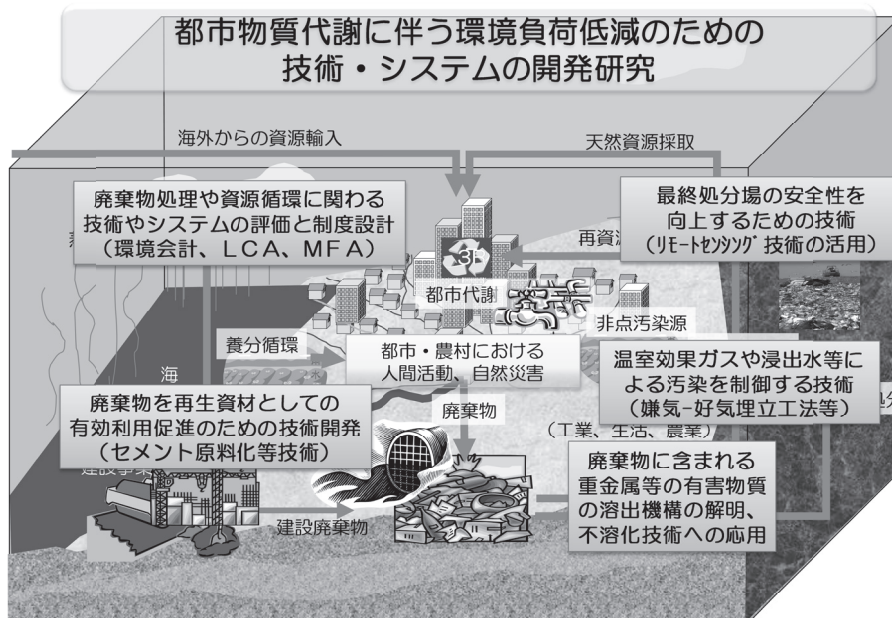 都市物質代謝に伴う環境負荷低減のための
技術・システムの開発研究
海外からの資源輸入
天然資源採取
廃棄物処理や資源循環に関わる
技術やシステムの評価と制度設計
(環境会計、LCA、MFA)
最終処分場の安全性を
向上するための技術
(リモートセンシング技術の活用)
再資源
3R
都市代謝
非点汚染源
養分循環
都市・農村における
人間活動、自然災害
温室効果ガスや浸出水等に
よる汚染を制御する技術
(嫌気-好気埋立工法等)
海
廃棄物を再生資材としての
有効利用促進のための技術開発
(セメント原料化等技術)
廃棄物
(工業、生活、農業)
処分
建設事業
廃棄物に含まれる
重金属等の有害物質
の溶出機構の解明、
不溶化技術への応用
建設廃棄物